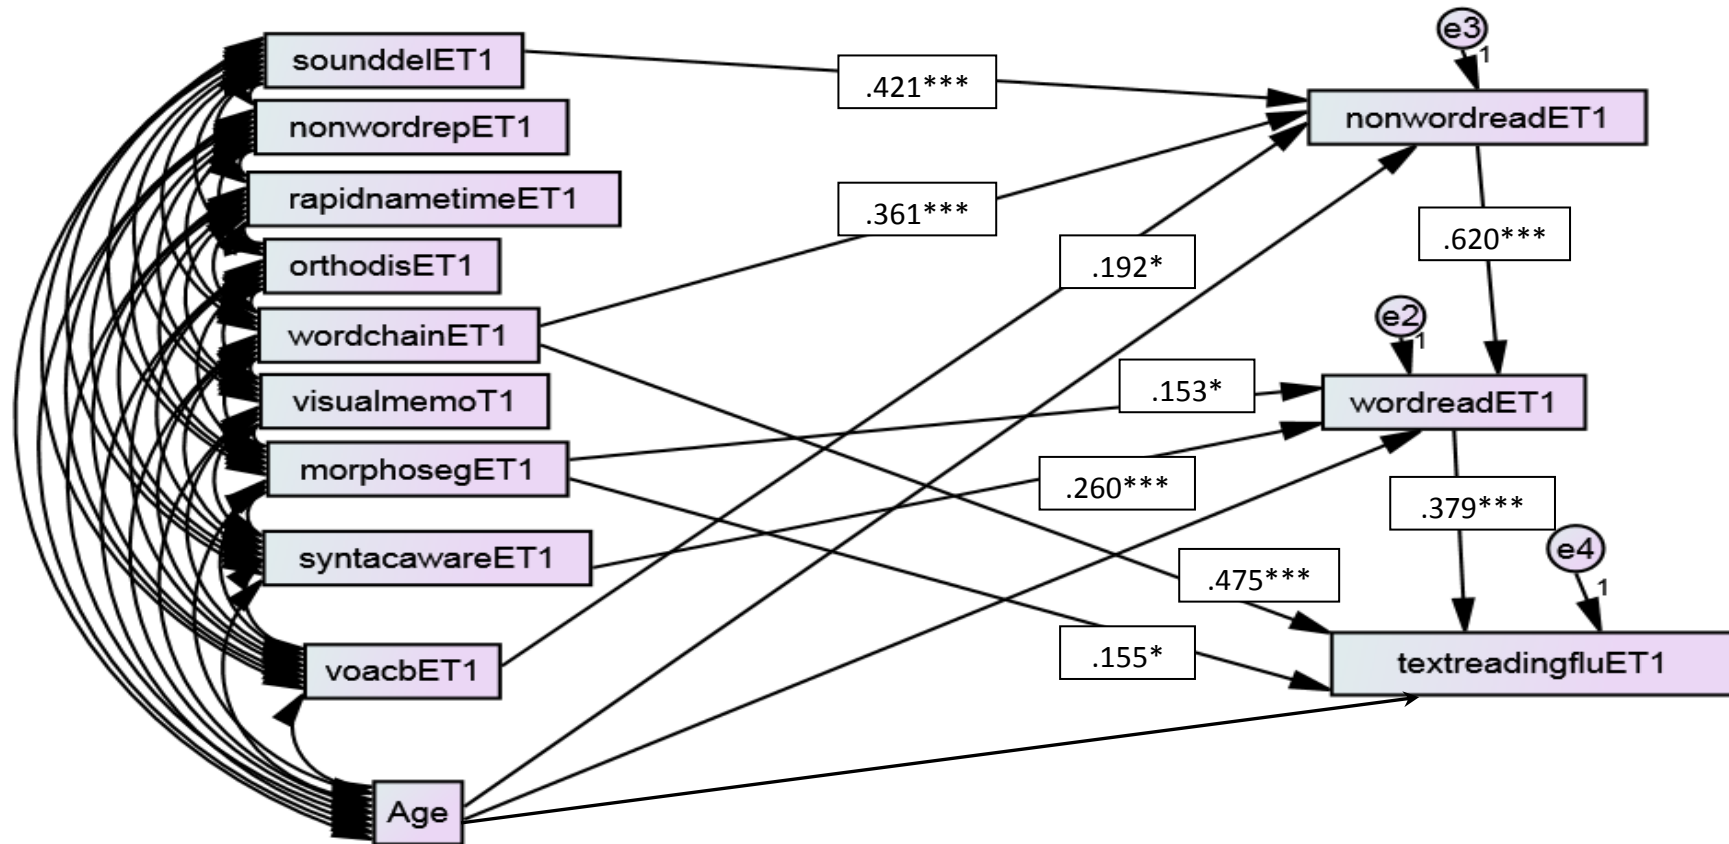 e3
1
sounddelET1
.421***
nonwordreadET1
nonwordrepET1
rapidnametimeET1
.361***
.620***
.192*
orthodisET1
e2
1
wordchainET1
.153*
wordreadET1
visualmemoT1
morphosegET1
.260***
.379***
e4
1
syntacawareET1
.475***
.155*
textreadingfluET1
voacbET1
Age